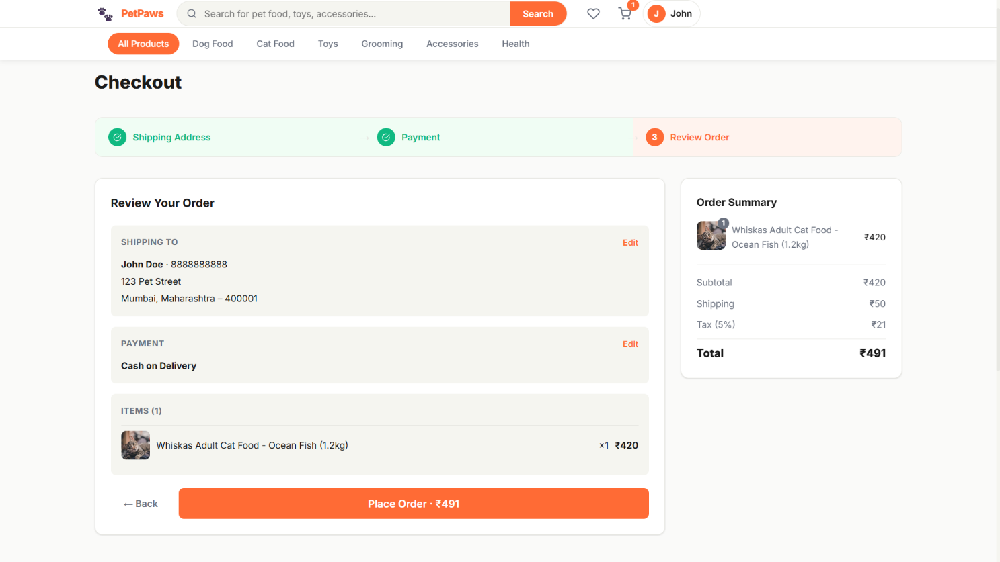 PetPaws
Search for pet food, toys, accessories...
Search
1
J
John
All Products
Dog Food
Cat Food
Toys
Grooming
Accessories
Health
Checkout
Shipping Address
→
Payment
→
3
Review Order
Review Your Order
SHIPPING TO
Edit
John Doe · 8888888888
123 Pet Street
Mumbai, Maharashtra – 400001
PAYMENT
Edit
Cash on Delivery
ITEMS (1)
Whiskas Adult Cat Food - Ocean Fish (1.2kg)
×1 ₹420
← Back
Place Order · ₹491
Order Summary
1
Whiskas Adult Cat Food -
Ocean Fish (1.2kg)
₹420
Subtotal
₹420
Shipping
₹50
Tax (5%)
₹21
Total
₹491